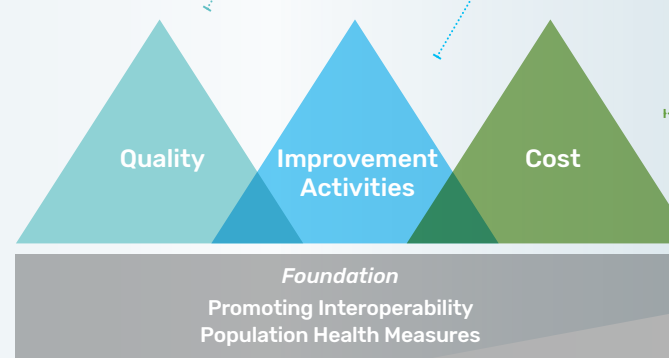 Quality
Improvement
Activities
Cost
Foundation
Promoting Interoperability
Population Health Measures